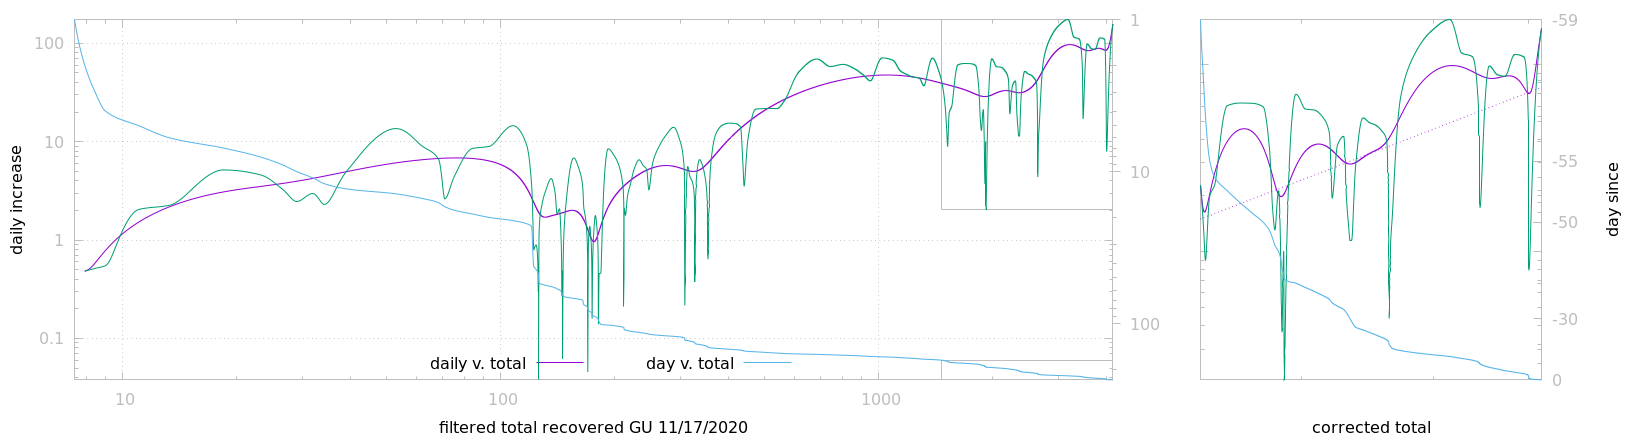 daily increase
100
10
1
0.1
daily v. total
day v. total
10
100
1000
filtered total recovered GU 11/17/2020
1
10
100
-59
-55
-50
-30
0
day since
corrected total